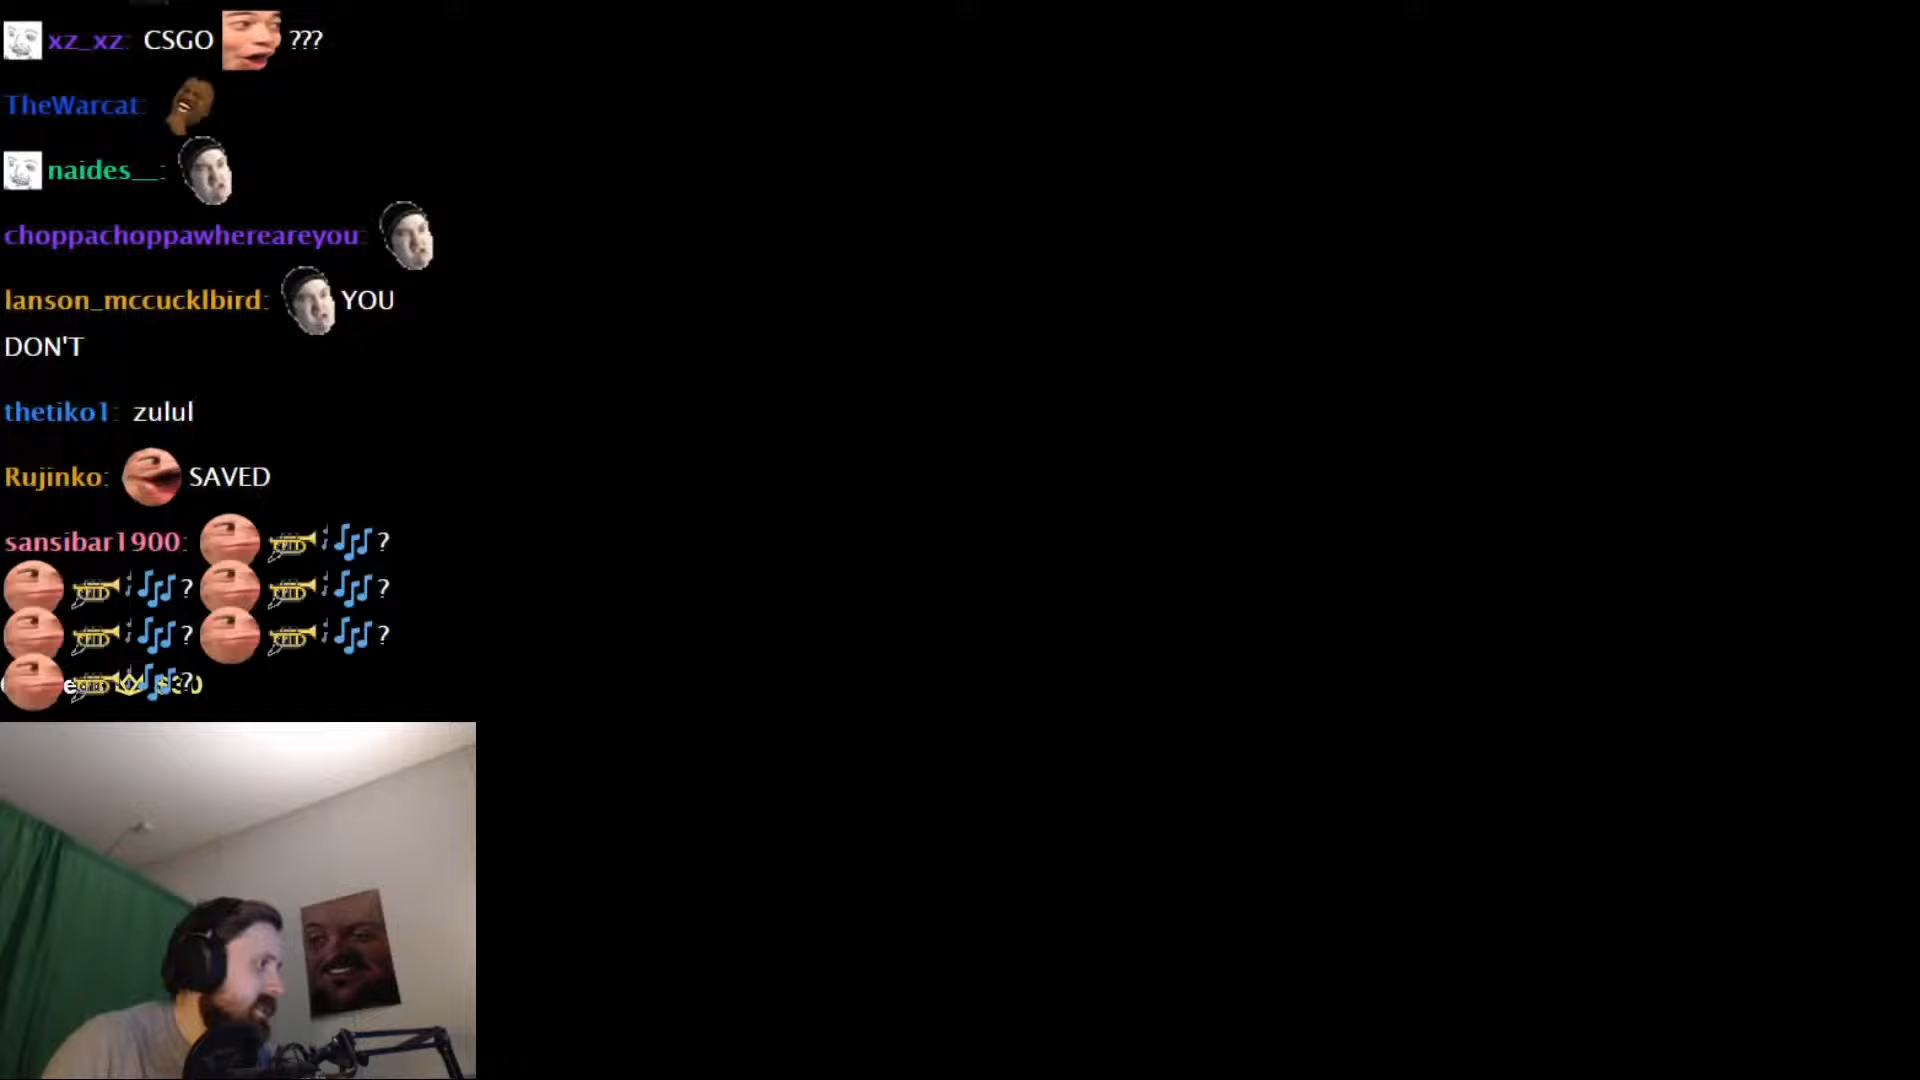 xz_xz: CSGO ???
TheWarcat:
naides__:
choppachoppawhereareyou:
lanson_mccucklbird: YOU
DON'T
thetiko1: zulul
Rujinko: SAVED
sansibar1900: ?
? ?
? ?
?